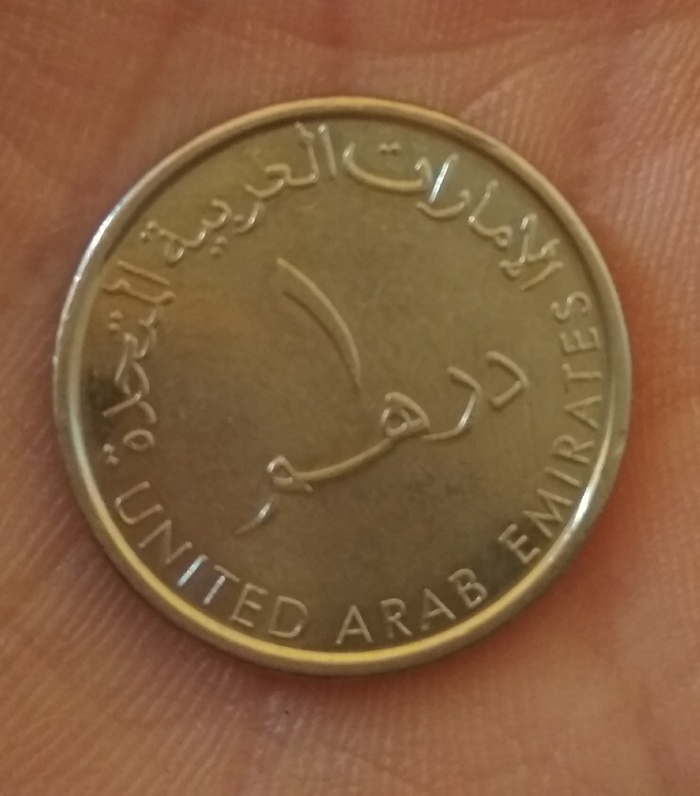 الإمارات العربية المتحدة
١
درهم
UNITED ARAB EMIRATES